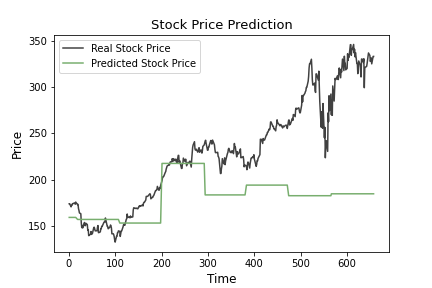 Stock Price Prediction
Real Stock Price
Predicted Stock Price
Price
350
300
250
200
150
0 100 200 300 400 500 600
Time